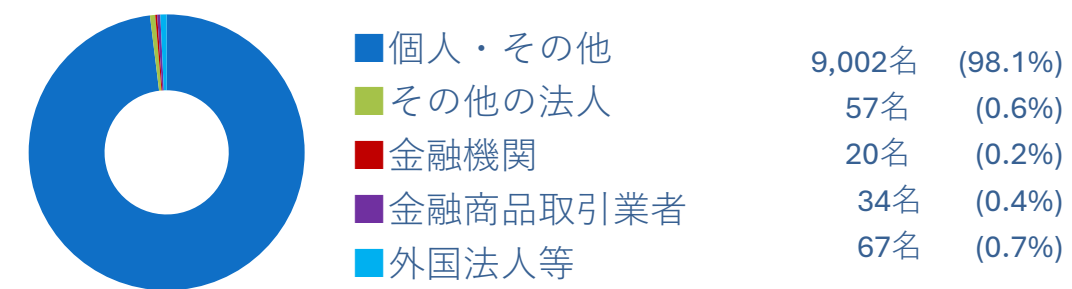 ■個人・その他 9,002名 (98.1%)
■その他の法人 57名 (0.6%)
■金融機関 20名 (0.2%)
■金融商品取引業者 34名 (0.4%)
■外国法人等 67名 (0.7%)